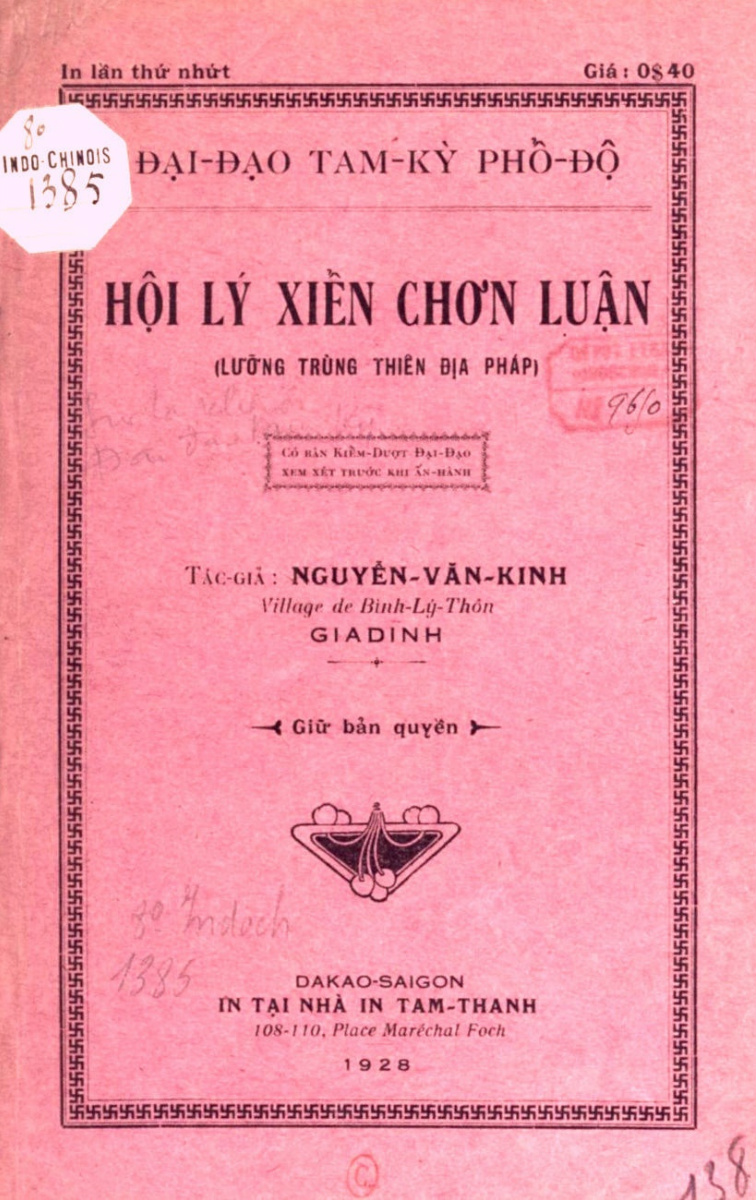 In lần thứ nhứt Giá : 0$40
8°
INDO-CHINOIS
1385
ĐẠI-ĐẠO TAM-KỲ PHỔ-ĐỘ
HỘI LÝ XIỂN CHƠN LUẬN
(LƯỠNG TRÙNG THIÊN ĐỊA PHÁP)
9610
CÓ BẢN KIỂM-DUYỢT ĐẠI-ĐẠO
XEM XÉT TRƯỚC KHI ẤN-HÀNH
TÁC-GIẢ : NGUYỄN-VĂN-KINH
Village de Bình-Lý-Thôn
GIADINH
Giữ bản quyền
8° Indoch
1385
DAKAO-SAIGON
IN TẠI NHÀ IN TAM-THANH
108-110, Place Maréchal Foch
1928
138